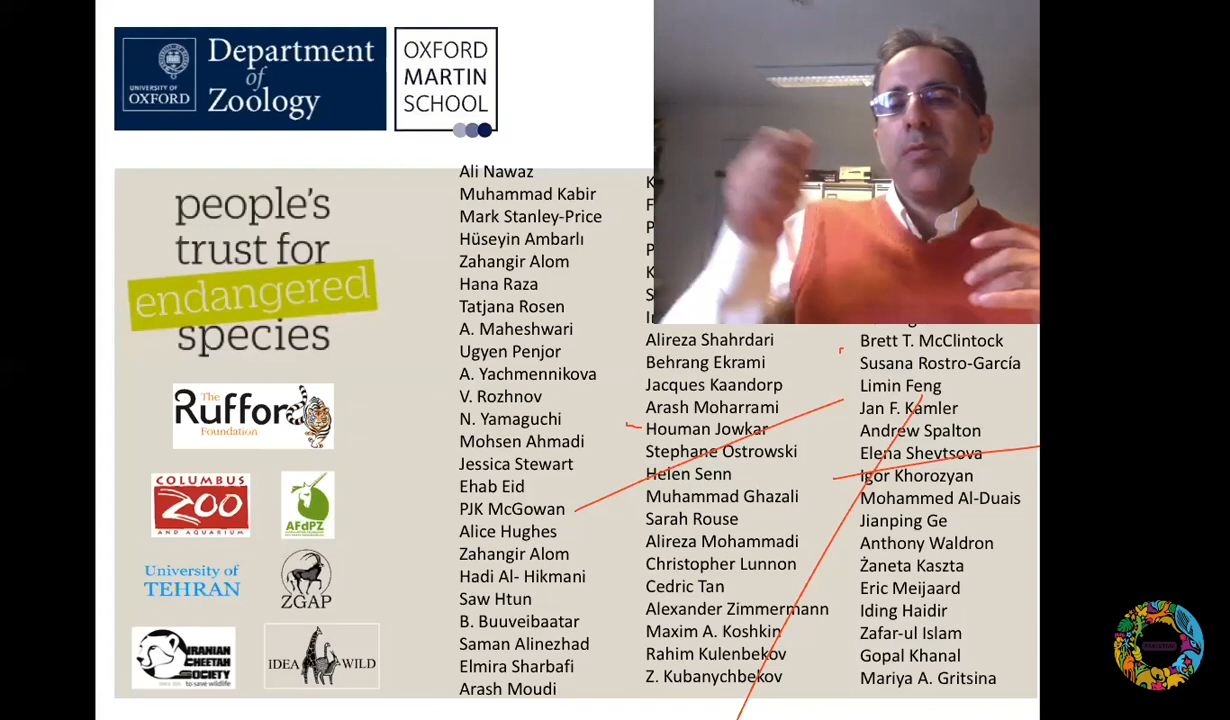 UNIVERSITY OF
OXFORD
Department
of
Zoology
OXFORD
MARTIN
SCHOOL
people's
trust for
endangered
species
The
Rufford
Foundation
COLUMBUS
ZOO
AND AQUARIUM
AFdPZ
University of
TEHRAN
ZGAP
IRANIAN
CHEETAH
SOCIETY
to save wildlife
IDEA WILD
Ali Nawaz
Muhammad Kabir
Mark Stanley-Price
Hüseyin Ambarlı
Zahangir Alom
Hana Raza
Tatjana Rosen
A. Maheshwari
Ugyen Penjor
A. Yachmennikova
V. Rozhnov
N. Yamaguchi
Mohsen Ahmadi
Jessica Stewart
Ehab Eid
PJK McGowan
Alice Hughes
Zahangir Alom
Hadi Al- Hikmani
Saw Htun
B. Buuveibaatar
Saman Alinezhad
Elmira Sharbafi
Arash Moudi
K
F
P
P
K
S
Alireza Shahrdari
Behrang Ekrami
Jacques Kaandorp
Arash Moharrami
Houman Jowkar
Stephane Ostrowski
Helen Senn
Muhammad Ghazali
Sarah Rouse
Alireza Mohammadi
Christopher Lunnon
Cedric Tan
Alexander Zimmermann
Maxim A. Koshkin
Rahim Kulenbekov
Z. Kubanychbekov
Brett T. McClintock
Susana Rostro-García
Limin Feng
Jan F. Kamler
Andrew Spalton
Elena Shevtsova
Igor Khorozyan
Mohammed Al-Duais
Jianping Ge
Anthony Waldron
Żaneta Kaszta
Eric Meijaard
Iding Haidir
Zafar-ul Islam
Gopal Khanal
Mariya A. Gritsina